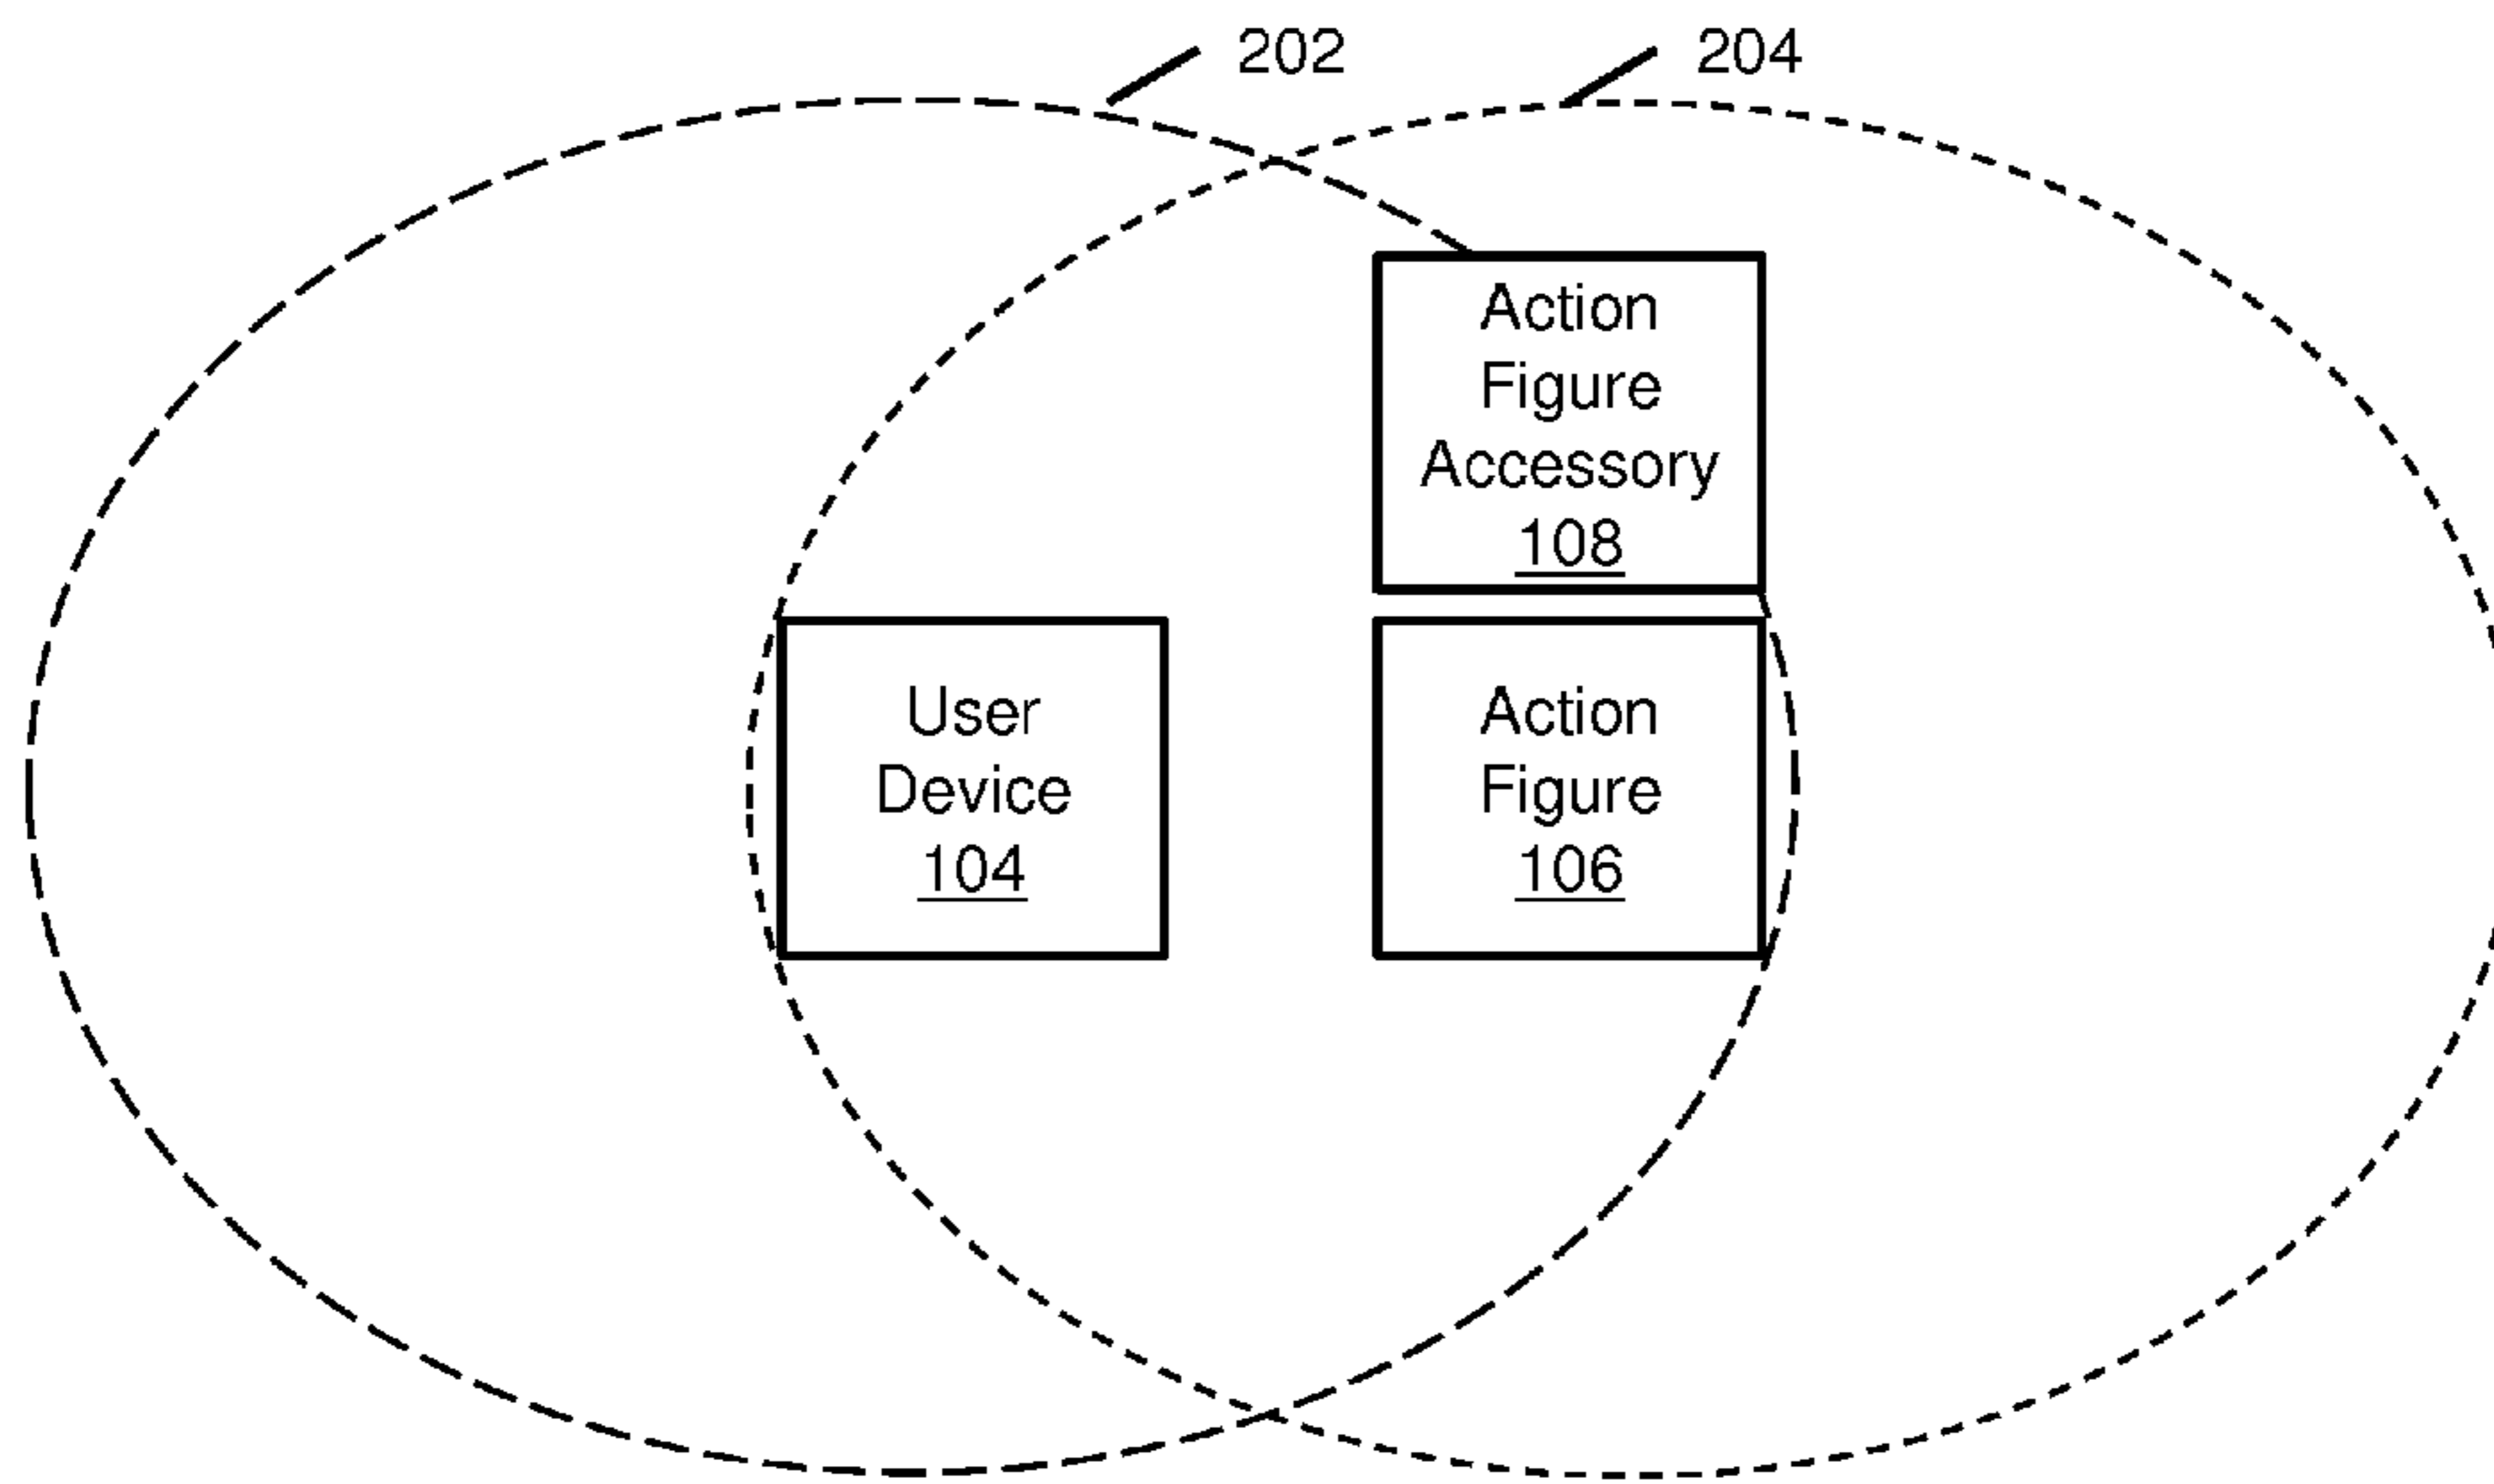 202
204
Action
Figure
Accessory
108
User
Device
104
Action
Figure
106